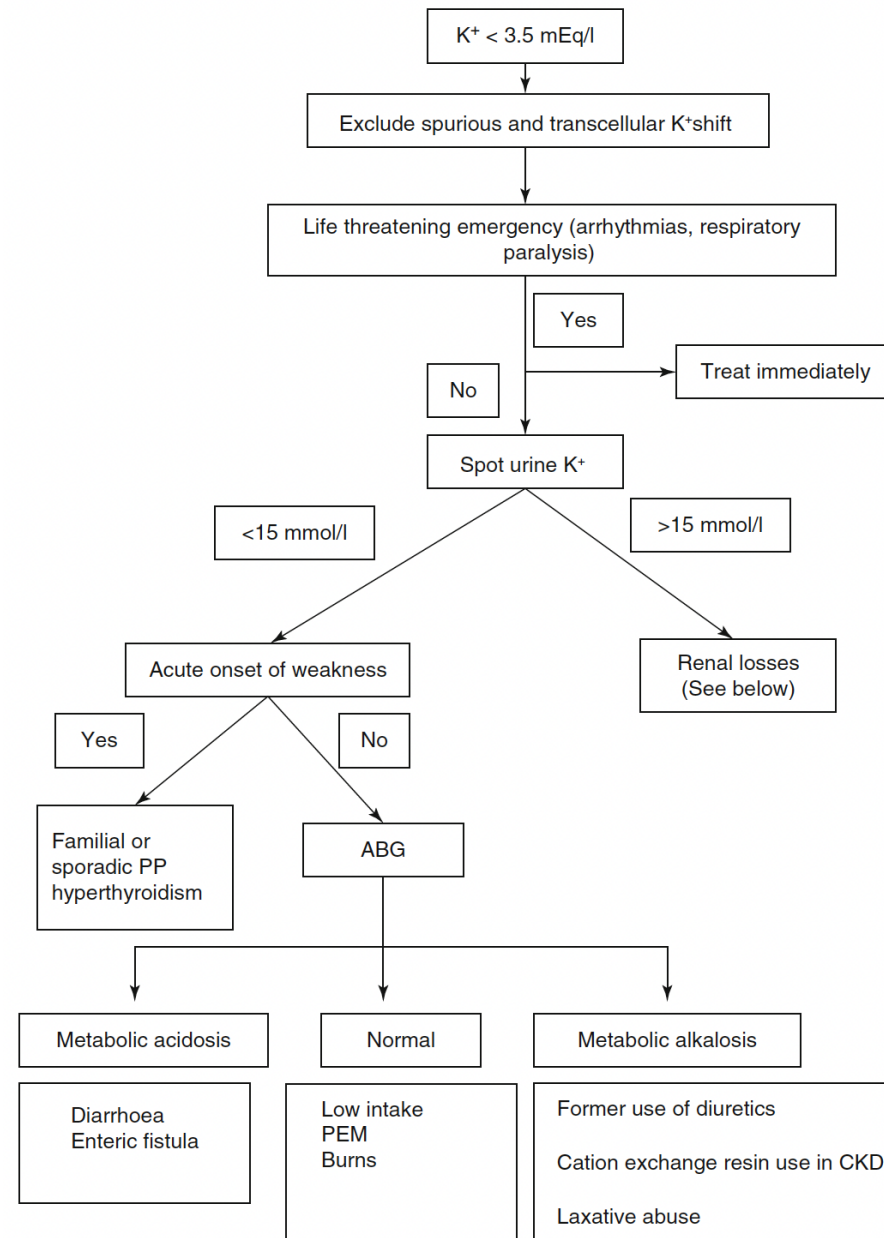 K+ < 3.5 mEq/l
Exclude spurious and transcellular K+shift
Life threatening emergency (arrhythmias, respiratory
paralysis)
Yes
Treat immediately
No
Spot urine K+
<15 mmol/l
>15 mmol/l
Acute onset of weakness
Renal losses
(See below)
Yes
No
Familial or
sporadic PP
hyperthyroidism
ABG
Metabolic acidosis
Normal
Metabolic alkalosis
Diarrhoea
Enteric fistula
Low intake
PEM
Burns
Former use of diuretics
Cation exchange resin use in CKD
Laxative abuse